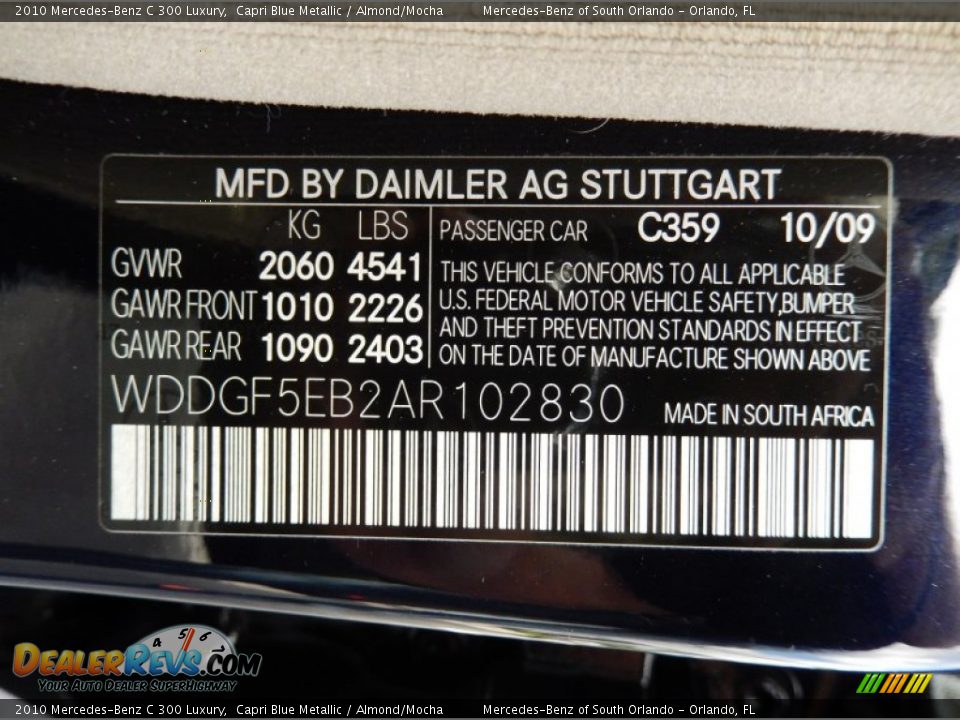 2010 Mercedes-Benz C 300 Luxury, Capri Blue Metallic / Almond/Mocha Mercedes-Benz of South Orlando - Orlando, FL
MFD BY DAIMLER AG STUTTGART
KG LBS PASSENGER CAR C359 10/09
GVWR 2060 4541
GAWR FRONT 1010 2226
GAWR REAR 1090 2403
THIS VEHICLE CONFORMS TO ALL APPLICABLE
U.S. FEDERAL MOTOR VEHICLE SAFETY,BUMPER
AND THEFT PREVENTION STANDARDS IN EFFECT
ON THE DATE OF MANUFACTURE SHOWN ABOVE
WDDGF5EB2AR102830 MADE IN SOUTH AFRICA
4 5 6
DEALERREVS.COM
YOUR AUTO DEALER SUPERHIGHWAY
2010 Mercedes-Benz C 300 Luxury, Capri Blue Metallic / Almond/Mocha Mercedes-Benz of South Orlando - Orlando, FL